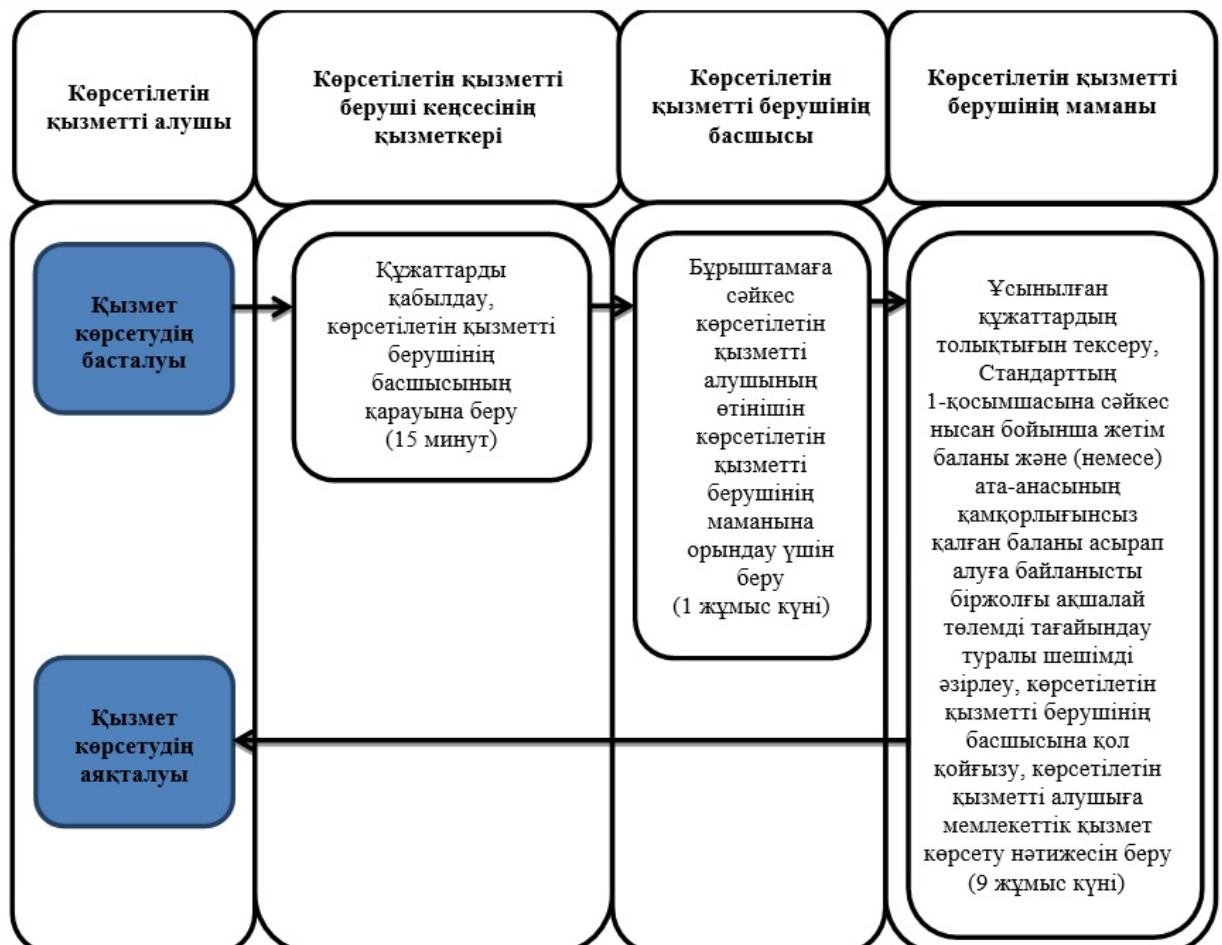 Көрсетілетін
қызметті алушы
Көрсетілетін қызметті
беруші кеңсесінің
қызметкері
Көрсетілетін
қызметті берушінің
басшысы
Көрсетілетін қызметті
берушінің маманы
Қызмет
көрсетудің
басталуы
Құжаттарды
қабылдау,
көрсетілетін қызметті
берушінің
басшысының
қарауына беру
(15 минут)
Бұрыштамаға
сәйкес
көрсетілетін
қызметті
алушының
өтінішін
көрсетілетін
қызметті
берушінің
маманына
орындау үшін
беру
(1 жұмыс күні)
Ұсынылған
құжаттардың
толықтығын тексеру,
Стандарттың
1-қосымшасына сәйкес
нысан бойынша жетім
баланы және (немесе)
ата-анасының
қамқорлығынсыз
қалған баланы асырап
алуға байланысты
біржолғы ақшалай
төлемді тағайындау
туралы шешімді
әзірлеу, көрсетілетін
қызметті берушінің
басшысына қол
қойғызу, көрсетілетін
қызметті алушыға
мемлекеттік қызмет
көрсету нәтижесін беру
(9 жұмыс күні)
Қызмет
көрсетудің
аяқталуы